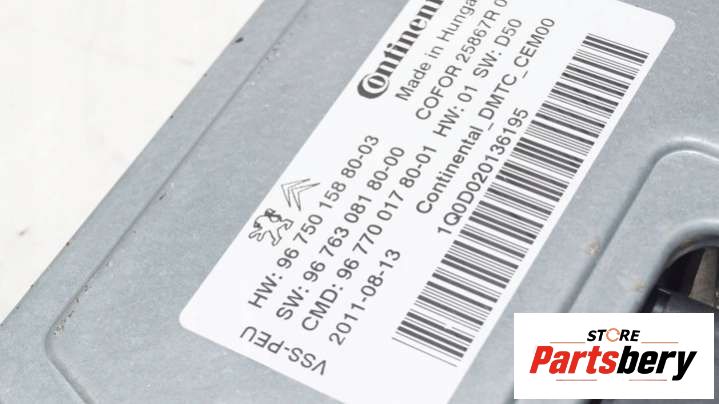 Continental
Made in Hunga
COFOR 25867R 0
HW: 01 SW: D50
Continental_DMTC_CEM00
1Q0D020136195
HW: 96 750 158 80-03
SW: 96 763 081 80-00
CMD: 96 770 017 80-01
2011-08-13
VSS-PEU
STORE
Partsbery